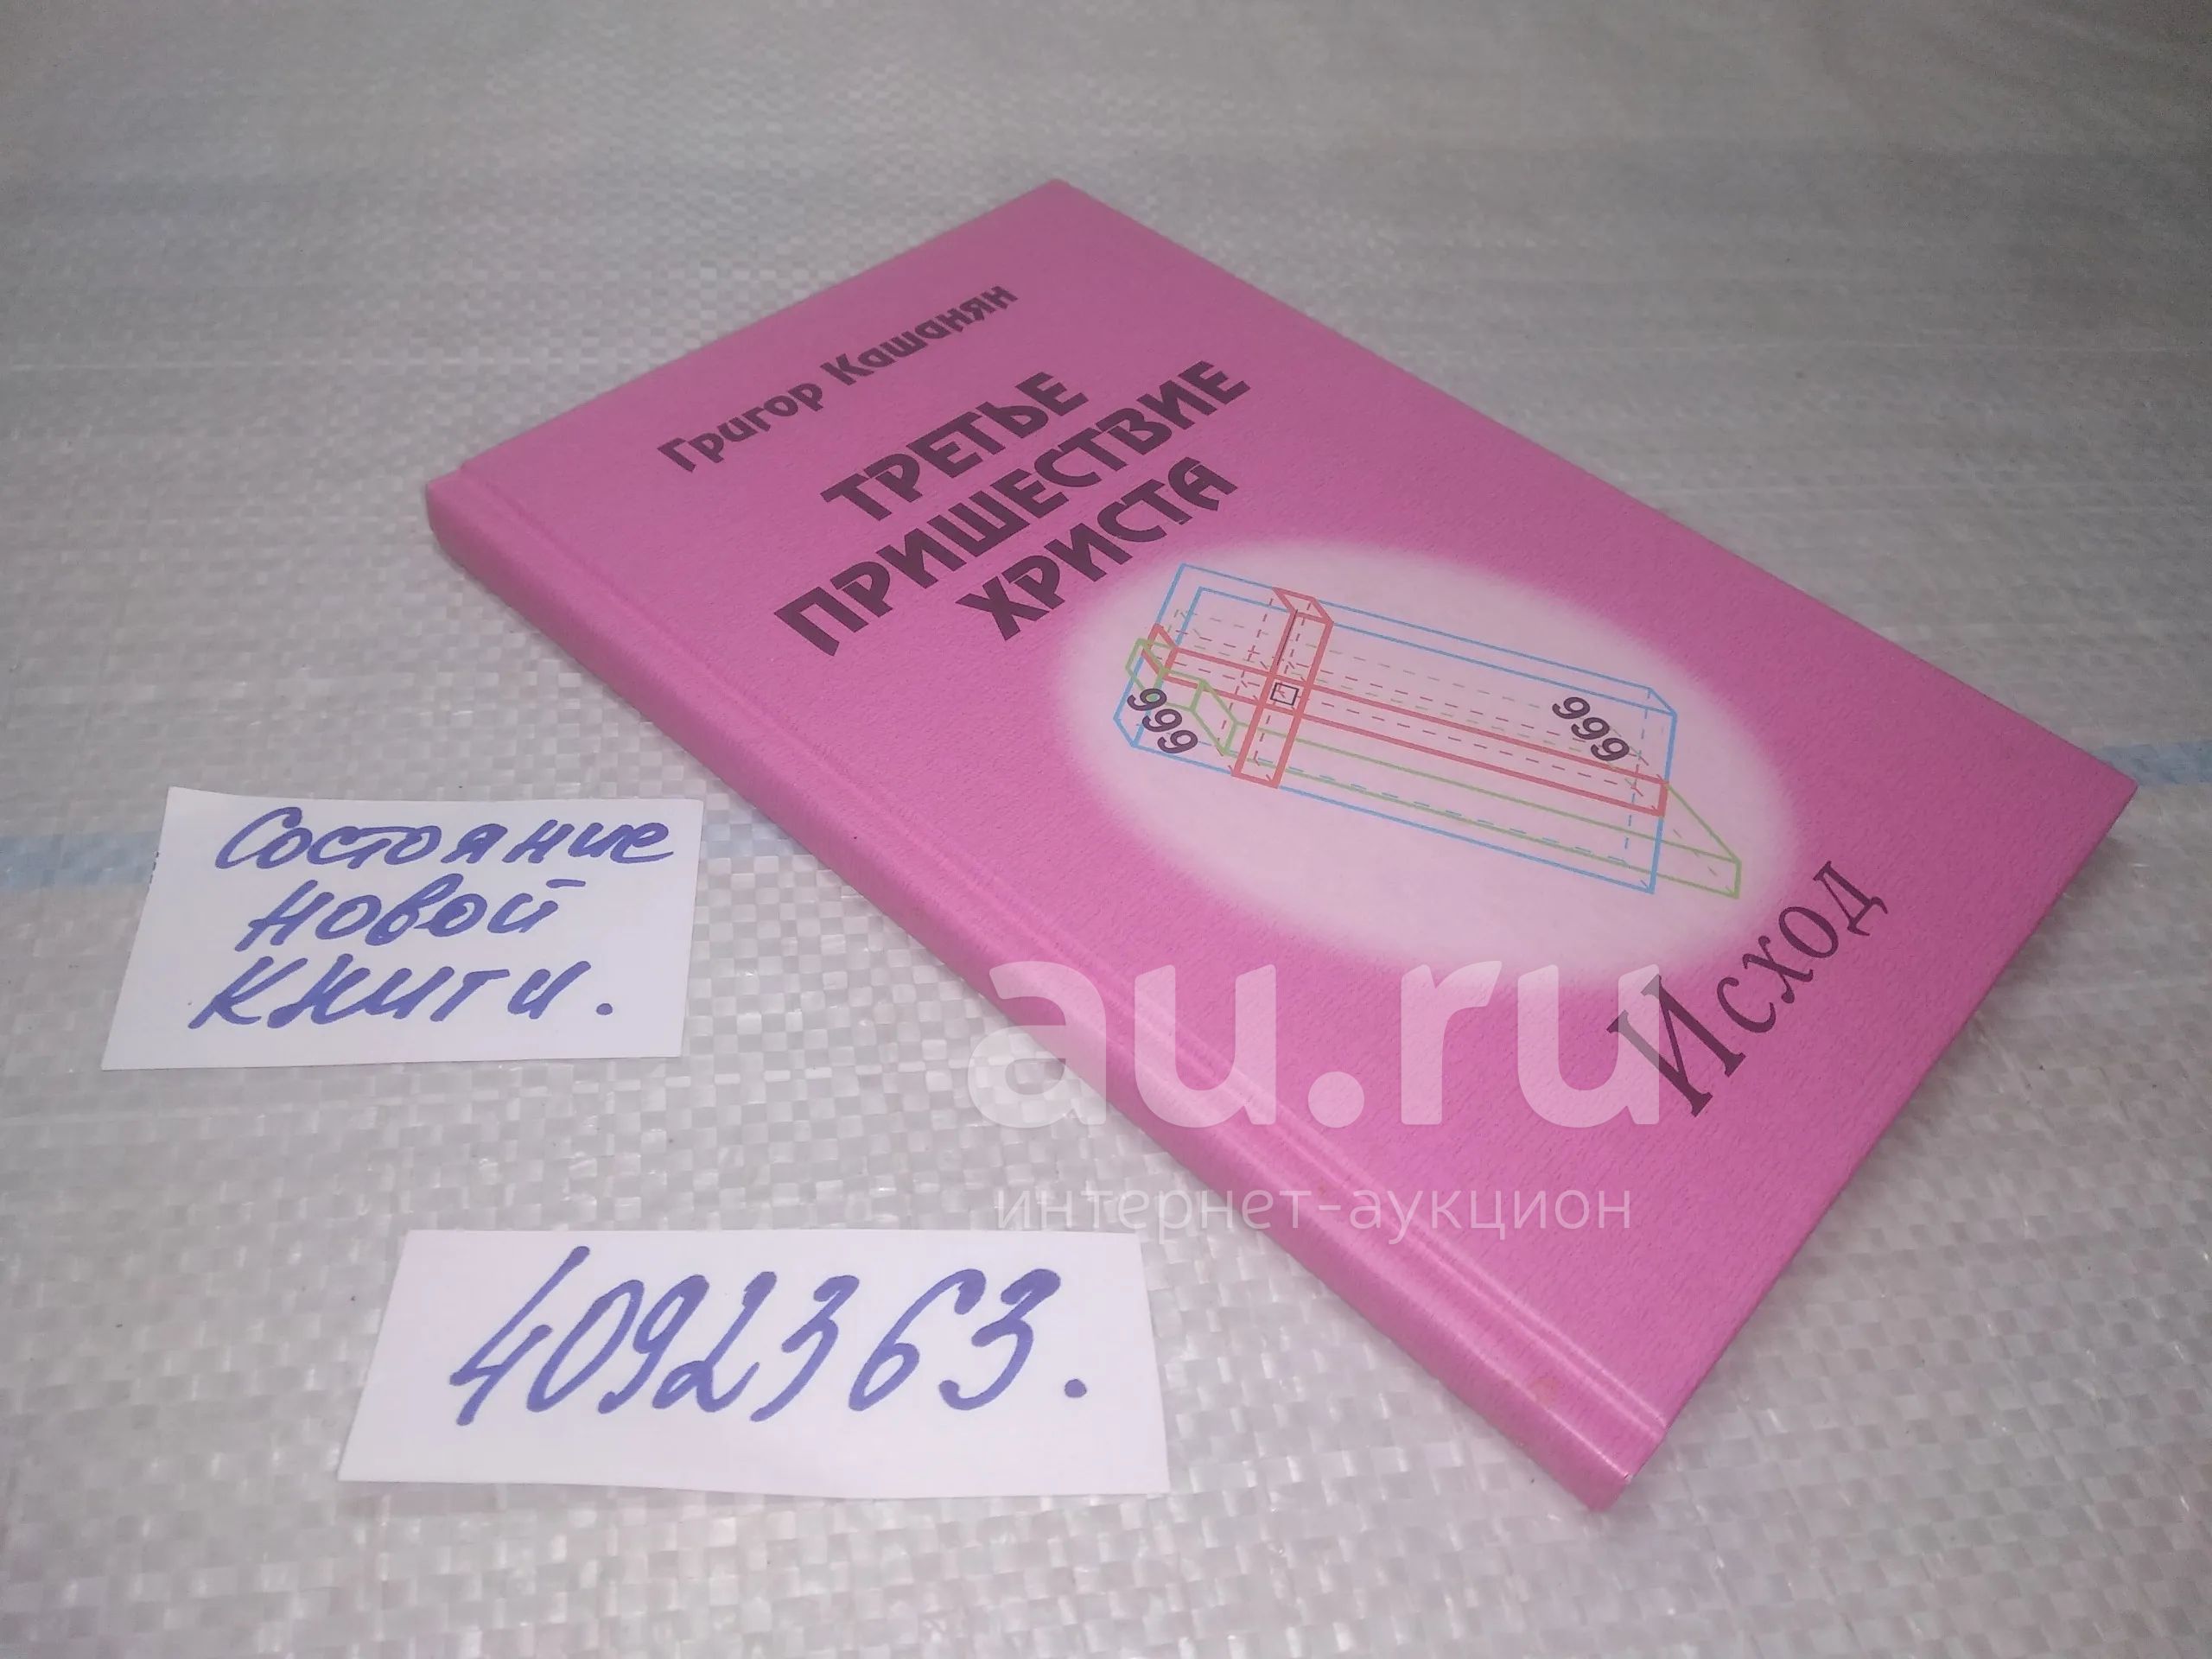 Григор Кашанян
ТРЕТЬЕ
ПРИШЕСТВИЕ
ХРИСТА
999
999
Исход
Состояние
новой
книги.
4092363.
au.ru
интернет-аукцион